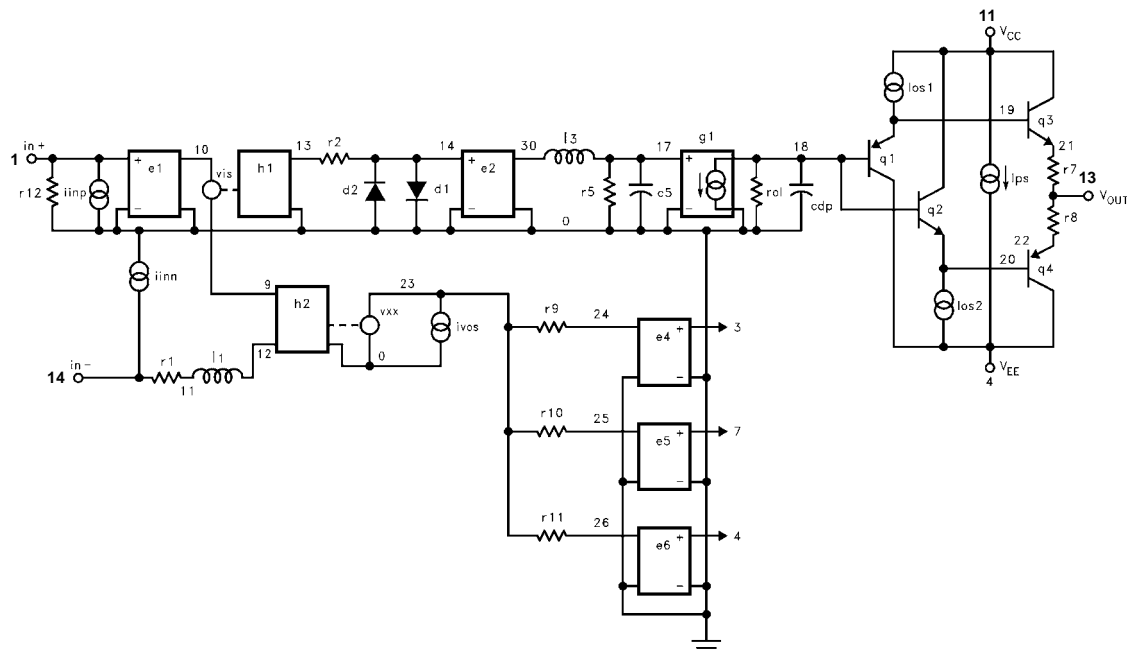 11
V_CC
Ios1
19
q3
in+
10
13
r2
14
30
l3
17
g1
18
q1
21
1
e1
vis
h1
e2
r7
13
r12
iinp
d2
d1
r5
c5
rol
cdp
q2
Ips
V_OUT
0
r8
22
iinn
9
h2
23
20
q4
vxx
ivos
r9
24
e4
+
3
Ios2
in-
12
0
14
r1
l1
11
4
V_EE
r10
25
e5
+
7
r11
26
e6
+
4